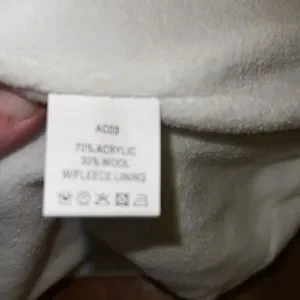 AC03
70% ACRYLIC
30% WOOL
W/FLEECE LINING